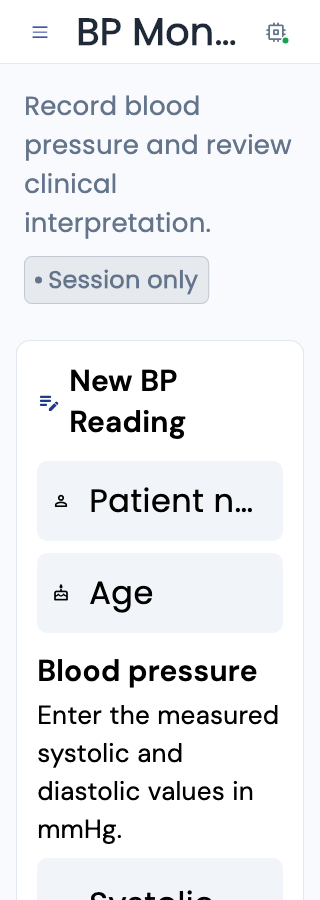 BP Mon...
Record blood
pressure and review
clinical
interpretation.
• Session only
New BP
Reading
Patient n...
Age
Blood pressure
Enter the measured
systolic and
diastolic values in
mmHg.
Systolic